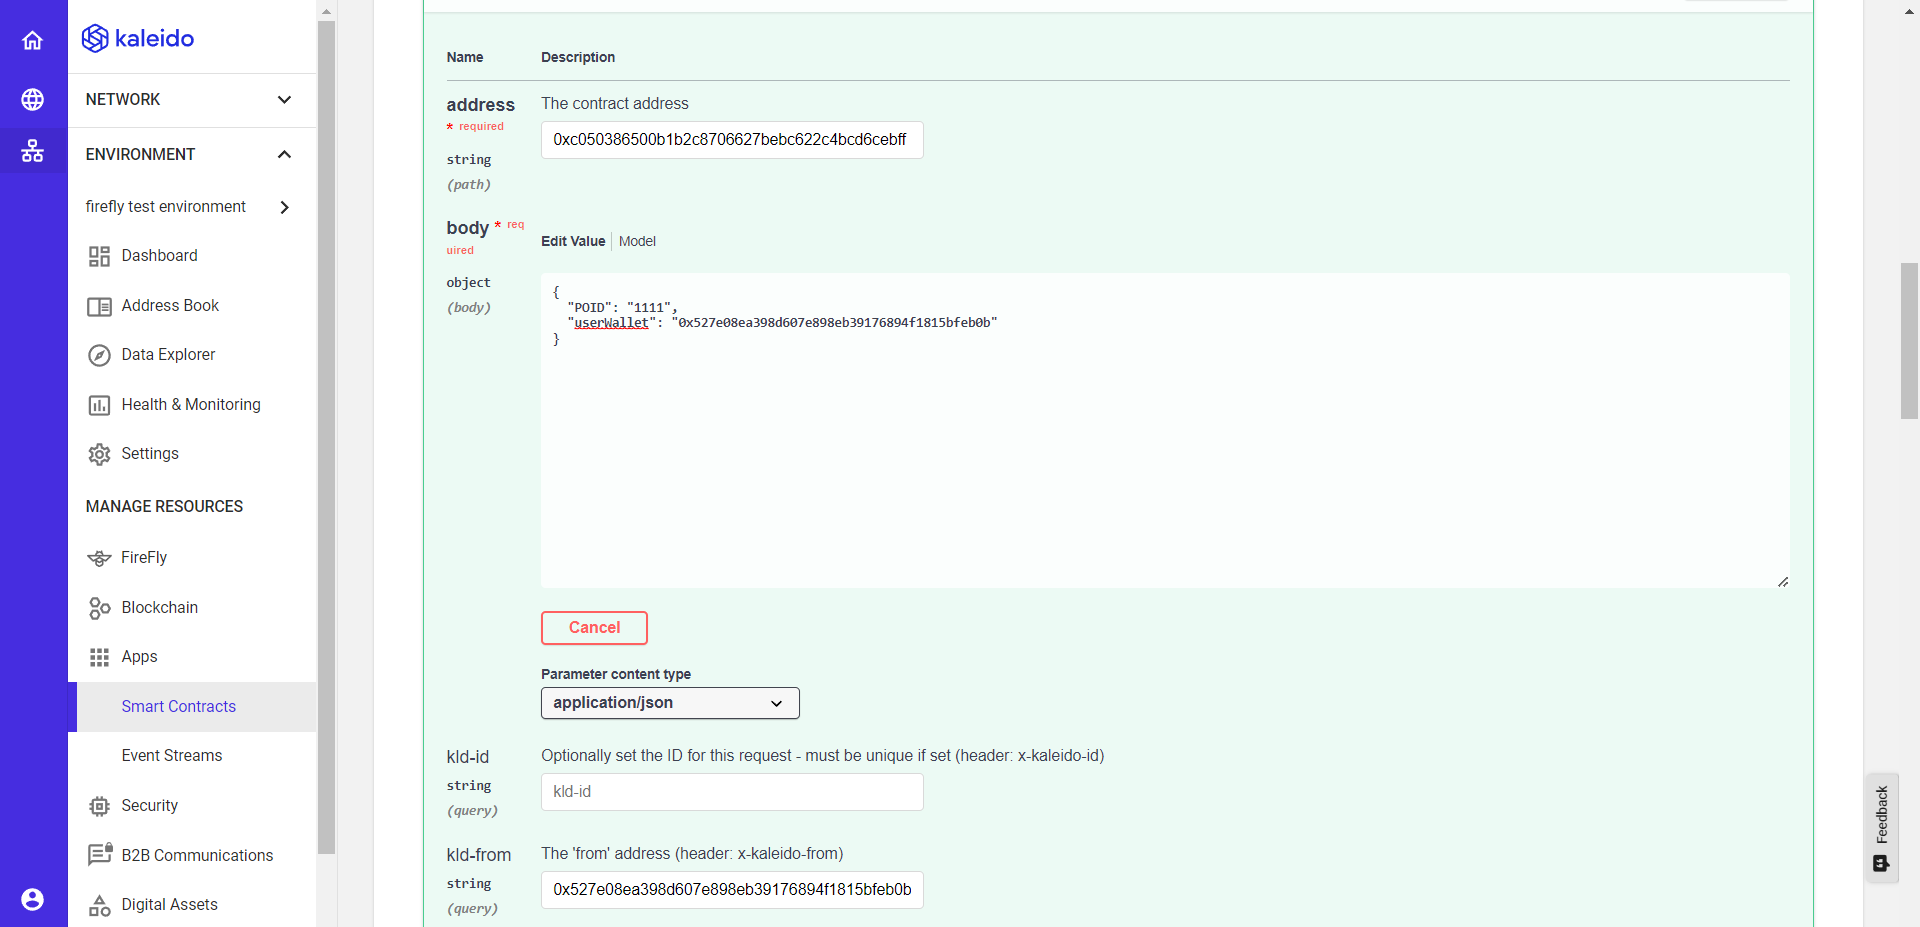 kaleido
NETWORK
ENVIRONMENT
firefly test environment
Dashboard
Address Book
Data Explorer
Health & Monitoring
Settings
MANAGE RESOURCES
FireFly
Blockchain
Apps
Smart Contracts
Event Streams
Security
B2B Communications
Digital Assets
Name Description
address
* required
string
(path)
The contract address
0xc050386500b1b2c8706627bebc622c4bcd6cebff
body * req
uired
object
(body)
Edit Value Model
{
"POID": "1111",
"userWallet": "0x527e08ea398d607e898eb39176894f1815bfeb0b"
}
Cancel
Parameter content type
application/json
kld-id
string
(query)
Optionally set the ID for this request - must be unique if set (header: x-kaleido-id)
kld-id
kld-from
string
(query)
The 'from' address (header: x-kaleido-from)
0x527e08ea398d607e898eb39176894f1815bfeb0b
Feedback